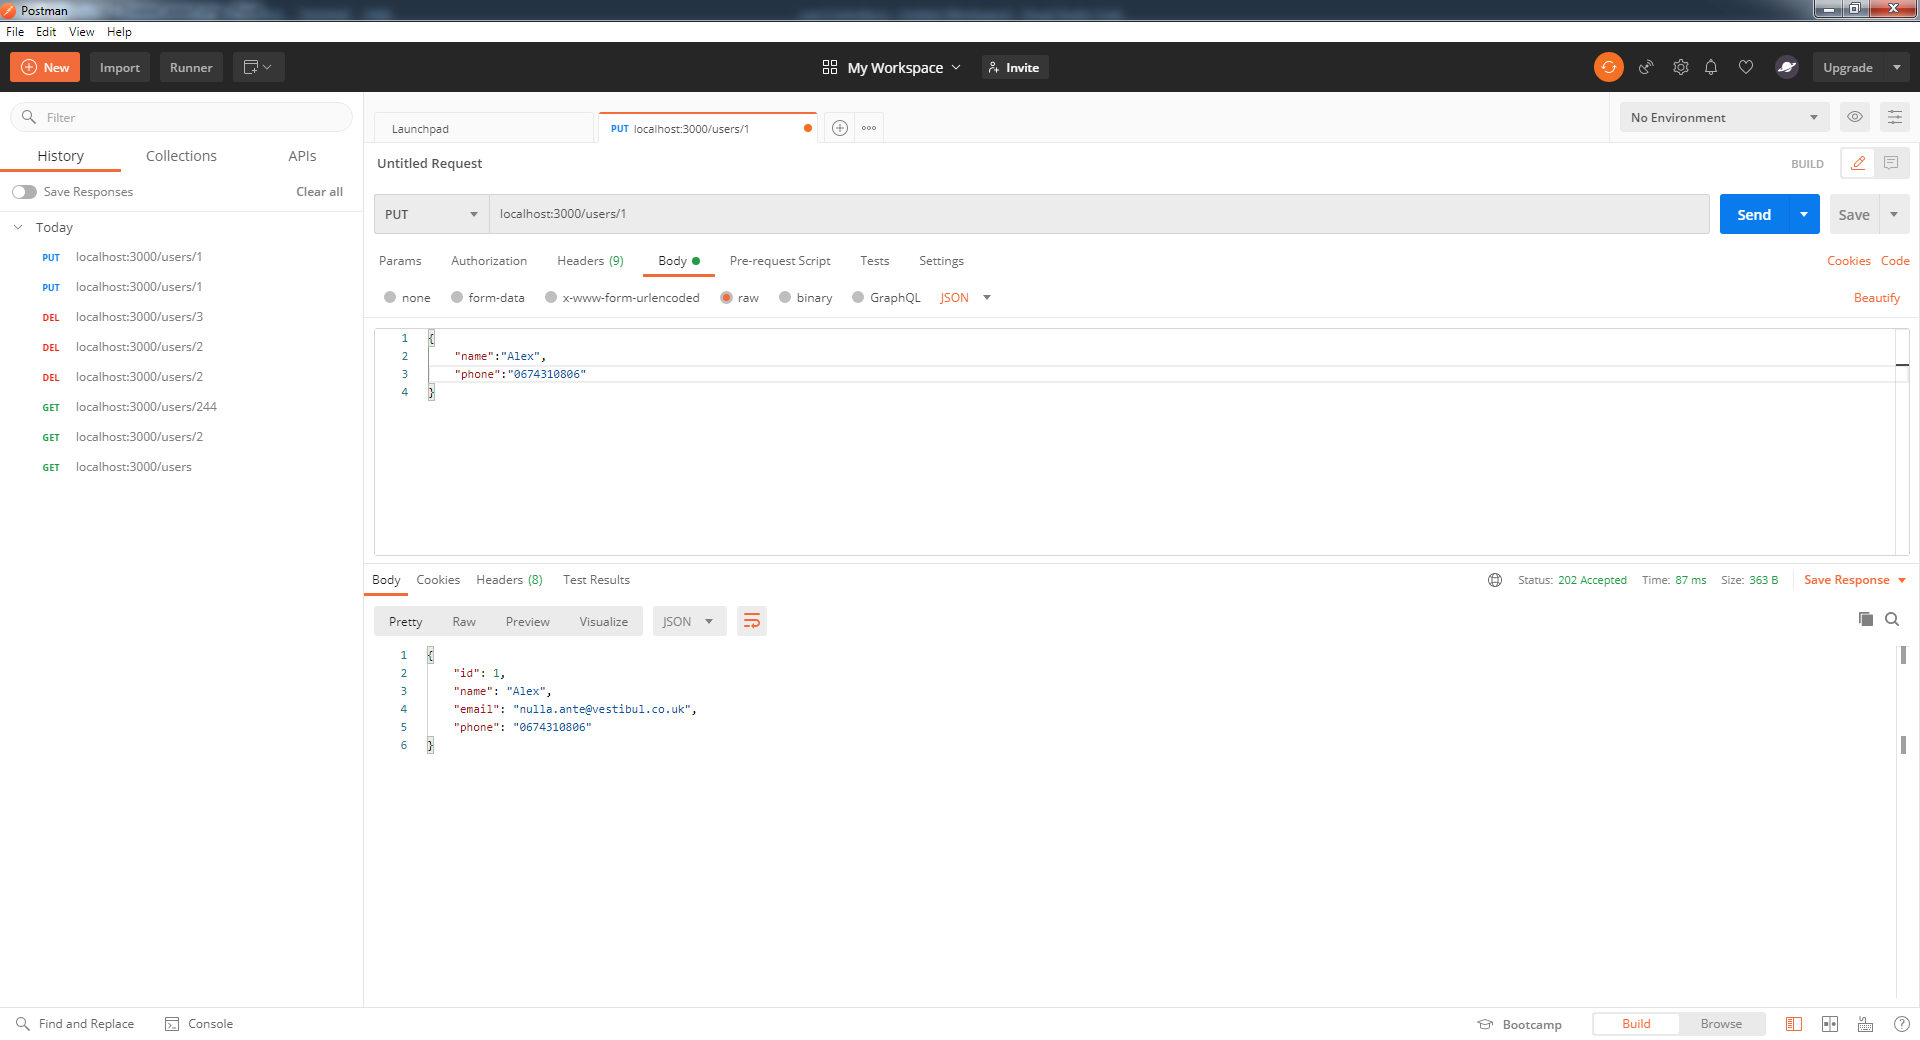 Postman
File Edit View Help
New Import Runner My Workspace Invite Upgrade
Filter
History Collections APIs
Save Responses Clear all
Today
PUT localhost:3000/users/1
PUT localhost:3000/users/1
DEL localhost:3000/users/3
DEL localhost:3000/users/2
DEL localhost:3000/users/2
GET localhost:3000/users/244
GET localhost:3000/users/2
GET localhost:3000/users
Launchpad PUT localhost:3000/users/1 No Environment
Untitled Request BUILD
PUT localhost:3000/users/1 Send Save
Params Authorization Headers (9) Body Pre-request Script Tests Settings Cookies Code
none form-data x-www-form-urlencoded raw binary GraphQL JSON Beautify
1 {
2 "name":"Alex",
3 "phone":"0674310806"
4 }
Body Cookies Headers (8) Test Results Status: 202 Accepted Time: 87 ms Size: 363 B Save Response
Pretty Raw Preview Visualize JSON
1 {
2 "id": 1,
3 "name": "Alex",
4 "email": "nulla.ante@vestibul.co.uk",
5 "phone": "0674310806"
6 }
Find and Replace Console Bootcamp Build Browse